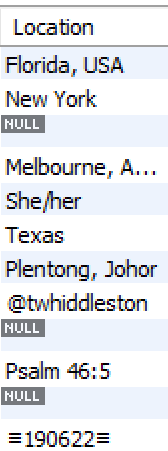 Location
Florida, USA
New York
NULL
Melbourne, A...
She/her
Texas
Plentong, Johor
@twhiddleston
NULL
Psalm 46:5
NULL
≡190622≡